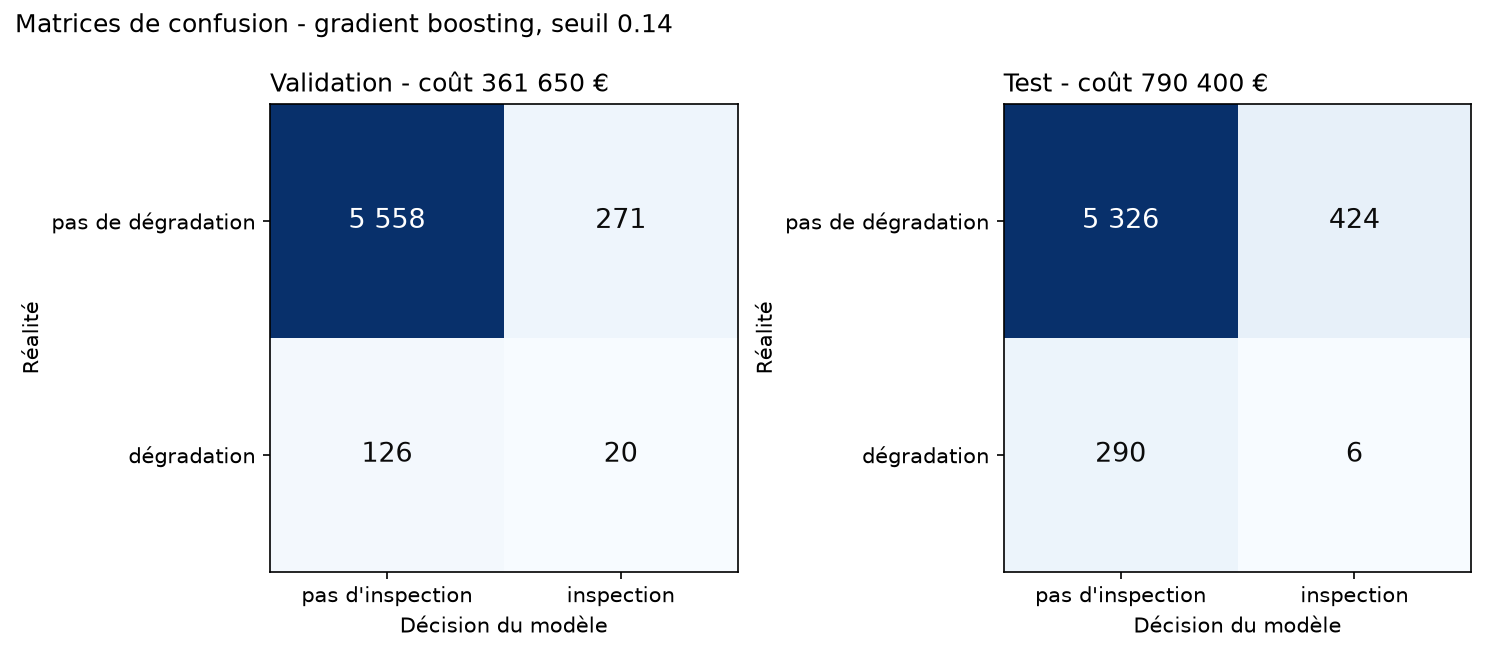 Matrices de confusion - gradient boosting, seuil 0.14
Validation - coût 361 650 €
Réalité
pas de dégradation
5 558
271
dégradation
126
20
pas d'inspection
inspection
Décision du modèle
Test - coût 790 400 €
Réalité
pas de dégradation
5 326
424
dégradation
290
6
pas d'inspection
inspection
Décision du modèle